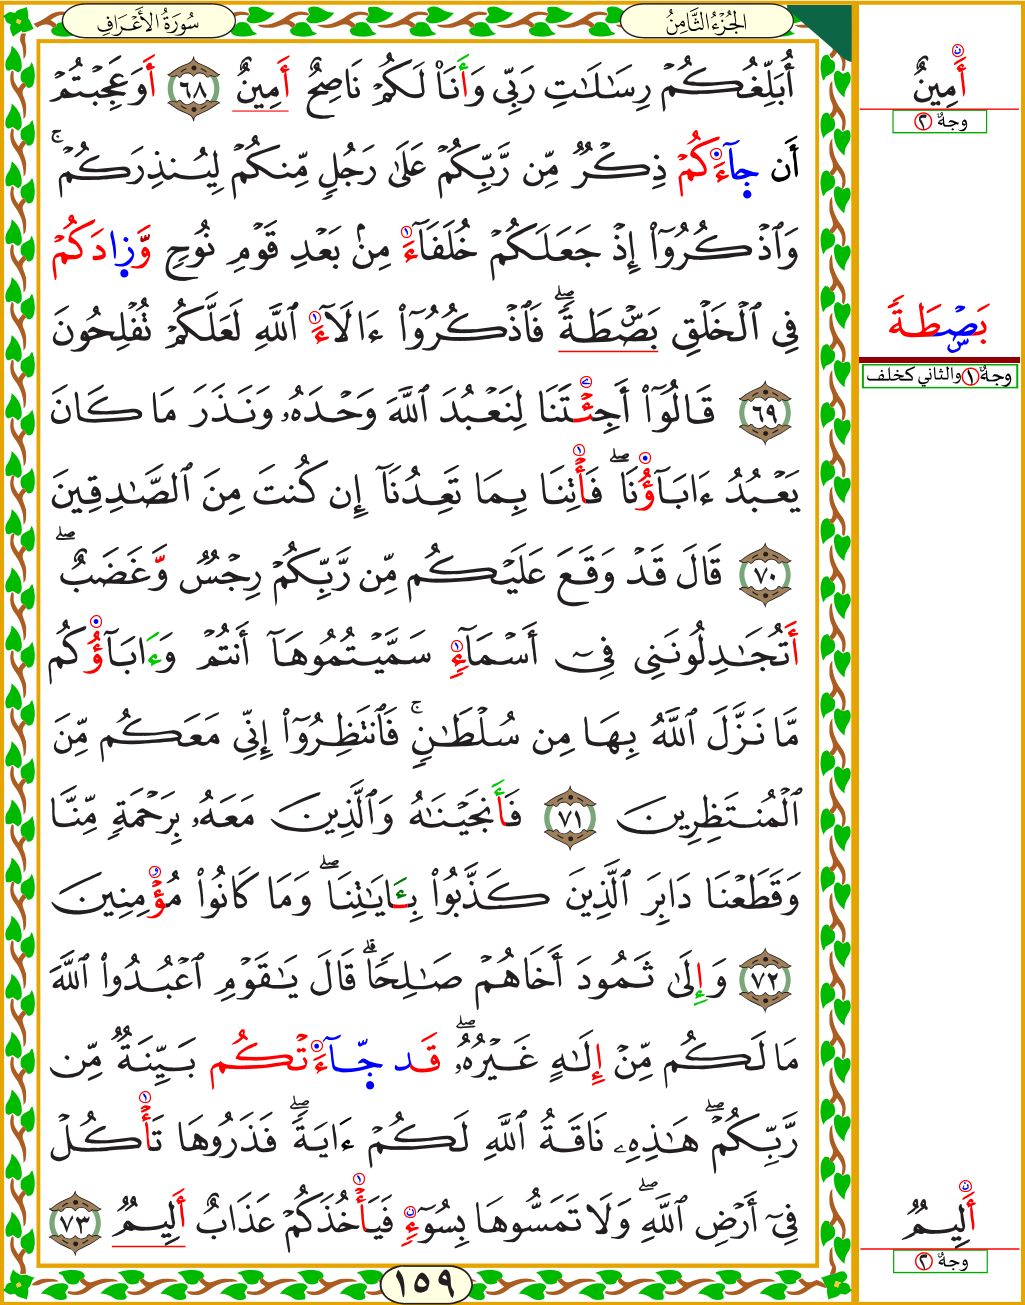 الجُزْءُ الثَّامِنُ
سُورَةُ الأَعْرَافِ
أُبَلِّغُكُمْ رِسَٰلَٰتِ رَبِّي وَأَنَا۠ لَكُمْ نَاصِحٌ أَمِينٌ ٦٨ أَوَعَجِبْتُمْ
أَن جَآءَكُمْ ذِكْرٌ مِّن رَّبِّكُمْ عَلَىٰ رَجُلٍ مِّنكُمْ لِيُنذِرَكُمْ ۚ
وَٱذْكُرُوٓا۟ إِذْ جَعَلَكُمْ خُلَفَآءَ مِنۢ بَعْدِ قَوْمِ نُوحٍ وَّزَادَكُمْ
فِي ٱلْخَلْقِ بَصْۜطَةً ۖ فَٱذْكُرُوٓا۟ ءَالَآءَ ٱللَّهِ لَعَلَّكُمْ تُفْلِحُونَ
٦٩ قَالُوٓا۟ أَجِئْتَنَا لِنَعْبُدَ ٱللَّهَ وَحْدَهُۥ وَنَذَرَ مَا كَانَ
يَعْبُدُ ءَابَآؤُنَا ۖ فَأْتِنَا بِمَا تَعِدُنَآ إِن كُنتَ مِنَ ٱلصَّٰدِقِينَ
٧٠ قَالَ قَدْ وَقَعَ عَلَيْكُم مِّن رَّبِّكُمْ رِجْسٌ وَّغَضَبٌ ۖ
أَتُجَٰدِلُونَنِي فِيٓ أَسْمَآءٍ سَمَّيْتُمُوهَآ أَنتُمْ وَءَابَآؤُكُم
مَّا نَزَّلَ ٱللَّهُ بِهَا مِن سُلْطَٰنٍ ۚ فَٱنتَظِرُوٓا۟ إِنِّي مَعَكُم مِّنَ
ٱلْمُنتَظِرِينَ ٧١ فَأَنجَيْنَٰهُ وَٱلَّذِينَ مَعَهُۥ بِرَحْمَةٍ مِّنَّا
وَقَطَعْنَا دَابِرَ ٱلَّذِينَ كَذَّبُوا۟ بِـَٔايَٰتِنَا ۖ وَمَا كَانُوا۟ مُؤْمِنِينَ
٧٢ وَإِلَىٰ ثَمُودَ أَخَاهُمْ صَٰلِحًا ۗ قَالَ يَٰقَوْمِ ٱعْبُدُوا۟ ٱللَّهَ
مَا لَكُم مِّنْ إِلَٰهٍ غَيْرُهُۥ ۖ قَد جَّآءَتْكُم بَيِّنَةٌ مِّن
رَّبِّكُمْ ۖ هَٰذِهِۦ نَاقَةُ ٱللَّهِ لَكُمْ ءَايَةً ۖ فَذَرُوهَا تَأْكُلْ
فِيٓ أَرْضِ ٱللَّهِ ۖ وَلَا تَمَسُّوهَا بِسُوٓءٍ فَيَأْخُذَكُمْ عَذَابٌ أَلِيمٌ ٧٣
١٥٩
أَمِينٌ
وجهٌ ٢
بَصْۜطَةً
وجهٌ ١ والثاني كخلف
أَلِيمٌ
وجهٌ ٢